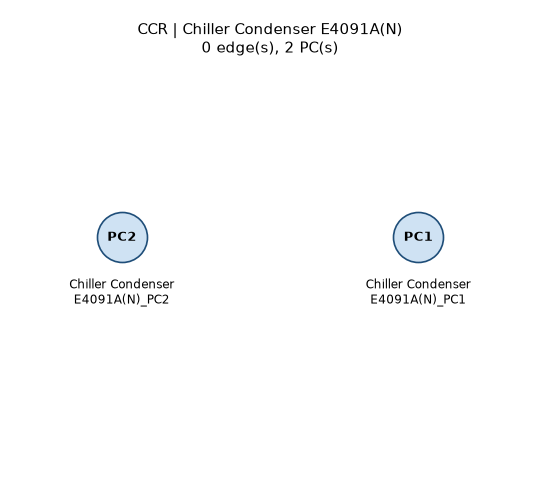 CCR | Chiller Condenser E4091A(N)
0 edge(s), 2 PC(s)
PC2
PC1
Chiller Condenser
E4091A(N)_PC2
Chiller Condenser
E4091A(N)_PC1